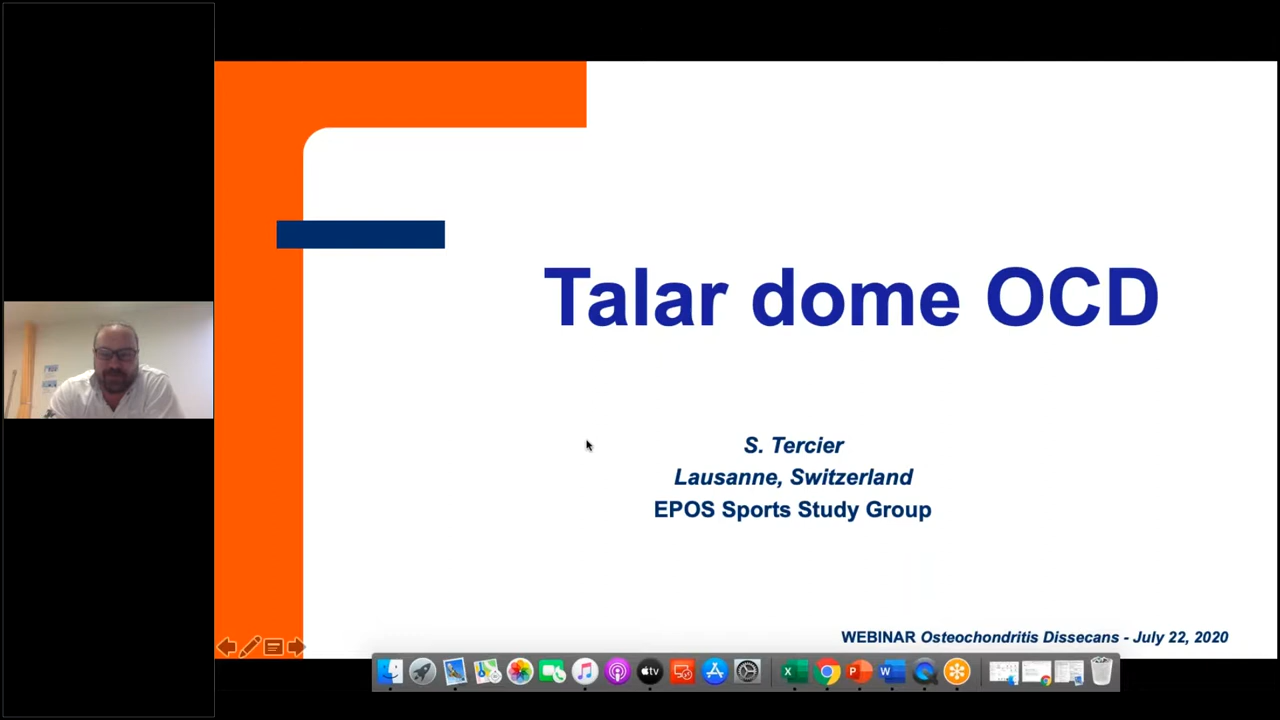 Talar dome OCD
S. Tercier
Lausanne, Switzerland
EPOS Sports Study Group
WEBINAR Osteochondritis Dissecans - July 22, 2020